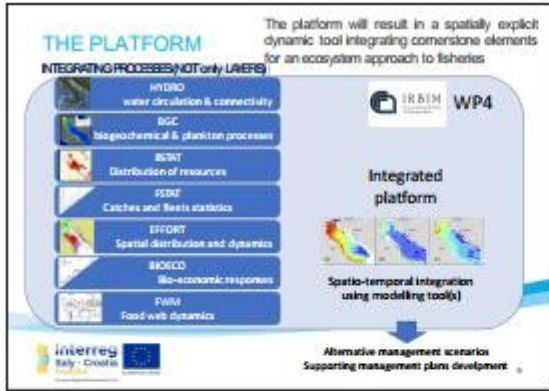 THE PLATFORM
The platform will result in a spatially explicit
dynamic tool integrating cornerstone elements
for an ecosystem approach to fisheries
INTEGRATING PROCESSES (NOT only LAYERS)
HYDRO
water circulation & connectivity
BGC
biogeochemical & plankton processes
BSTAT
Distribution of resources
FSTAT
Catches and fleets statistics
EFFORT
Spatial distribution and dynamics
BIOECO
Bio-economic responses
FWM
Food web dynamics
IRBIM
WP4
Integrated
platform
Spatio-temporal integration
using modelling tool(s)
Alternative management scenarios
Supporting management plans
interreg
Italy - Croatia